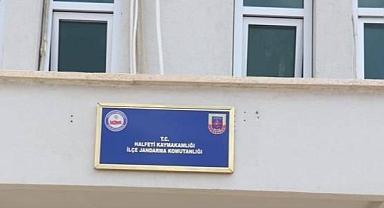 T.C.
HALFETİ KAYMAKAMLIĞI
İLÇE JANDARMA KOMUTANLIĞI